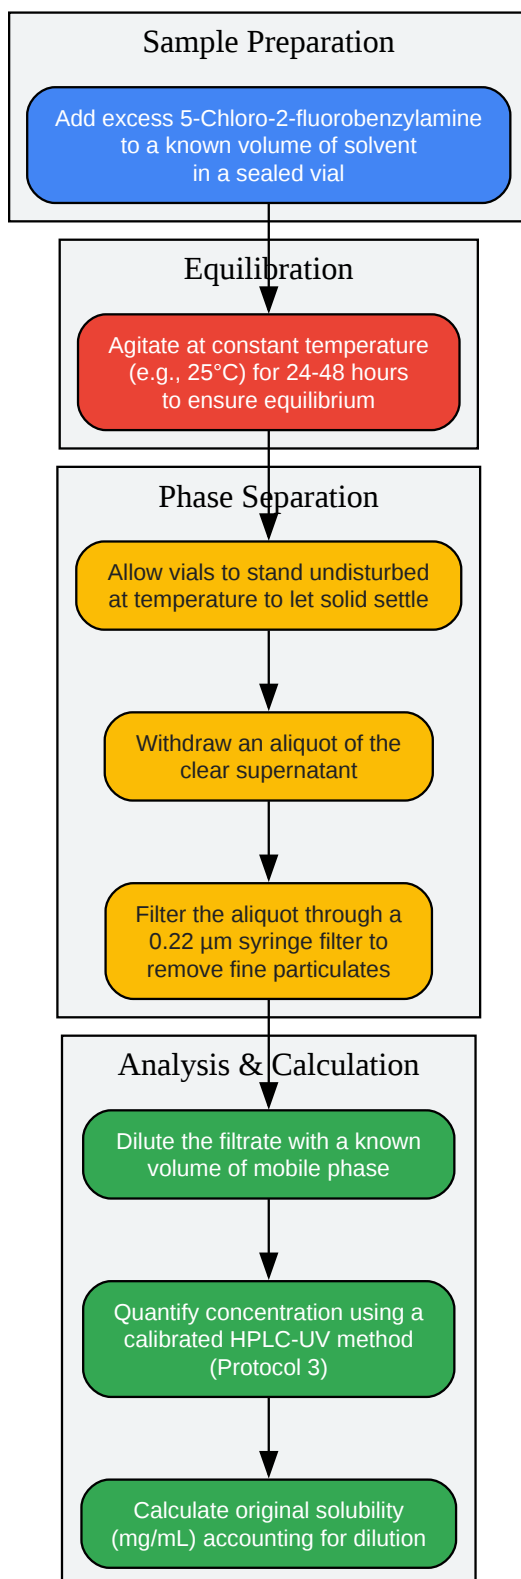 Sample Preparation
Add excess 5-Chloro-2-fluorobenzylamine
to a known volume of solvent
in a sealed vial
Equilibration
Agitate at constant temperature
(e.g., 25°C) for 24-48 hours
to ensure equilibrium
Phase Separation
Allow vials to stand undisturbed
at temperature to let solid settle
Withdraw an aliquot of the
clear supernatant
Filter the aliquot through a
0.22 µm syringe filter to
remove fine particulates
Analysis & Calculation
Dilute the filtrate with a known
volume of mobile phase
Quantify concentration using a
calibrated HPLC-UV method
(Protocol 3)
Calculate original solubility
(mg/mL) accounting for dilution